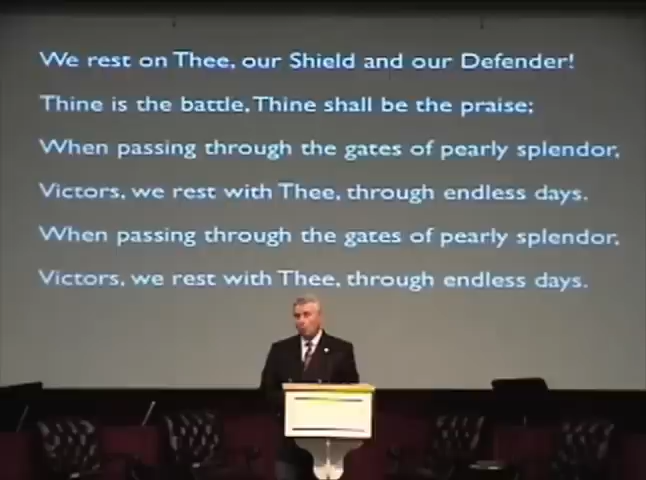 We rest on Thee, our Shield and our Defender!
Thine is the battle, Thine shall be the praise;
When passing through the gates of pearly splendor,
Victors, we rest with Thee, through endless days.
When passing through the gates of pearly splendor,
Victors, we rest with Thee, through endless days.